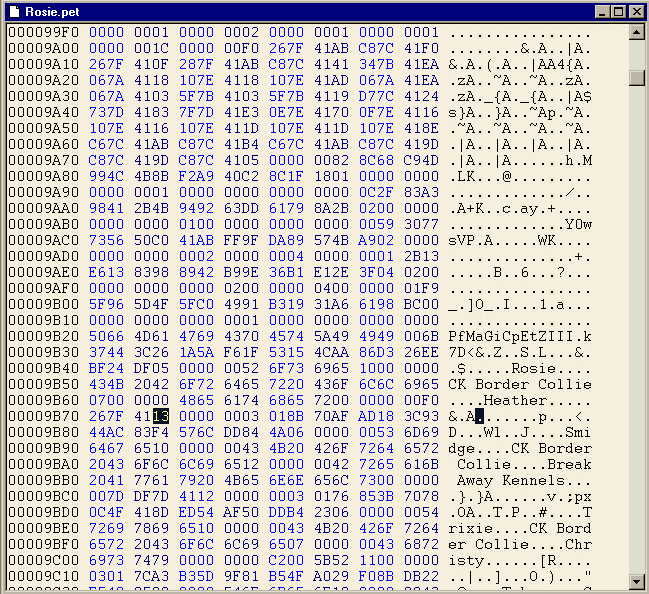 Rosie.pet
000099F0 0000 0001 0000 0002 0000 0001 0000 0001 ................
00009A00 0000 001C 0000 00F0 267F 41AB C87C 41F0 ........&.A..|A.
00009A10 267F 410F 287F 41AB C87C 4141 347B 41EA &.A.(.A..|AA4{A.
00009A20 067A 4118 107E 4118 107E 41AD 067A 41EA .zA..~A..~A..zA.
00009A30 067A 4103 5F7B 4103 5F7B 4119 D77C 4124 .zA._{A._{A..|A$
00009A40 737D 4183 7F7D 41E3 0E7E 4170 0F7E 4116 s}A..}A..~Ap.~A.
00009A50 107E 4116 107E 411D 107E 411D 107E 418E .~A..~A..~A..~A.
00009A60 C67C 41AB C87C 41B4 C67C 41AB C87C 419D .|A..|A..|A..|A.
00009A70 C87C 419D C87C 4105 0000 0082 8C68 C94D .|A..|A......h.M
00009A80 994C 4B8B F2A9 40C2 8C1F 1801 0000 0000 .LK...@.........
00009A90 0000 0001 0000 0000 0000 0C2F 83A3 ............./..
00009AA0 9841 2B4B 9492 63DD 6179 8A2B 0200 0000 .A+K..c.ay.+....
00009AB0 0000 0000 0100 0000 0000 0000 0059 3077 .............Y0w
00009AC0 7356 50C0 41AB FF9F DA89 574B A902 0000 sVP.A.....WK....
00009AD0 0000 0000 0002 0000 0004 0000 0001 2B13 ..............+.
00009AE0 E613 8398 8942 B99E 36B1 E12E 3F04 0200 .....B..6...?...
00009AF0 0000 0000 0000 0200 0000 0400 0000 01F9 ................
00009B00 5F96 5D4F 5FC0 4991 B319 31A6 6198 BC00 _.]O_.I...1.a...
00009B10 0000 0000 0000 0001 0000 0000 0000 0000 ................
00009B20 5066 4D61 4769 4370 4574 5A49 4949 006B PfMaGiCpEtZIII.k
00009B30 3744 3C26 1A5A F61F 5315 4CAA 86D3 26EE 7D<&.Z..S.L...&.
00009B40 BF24 DF05 0000 0052 6F73 6965 1000 0000 .$.....Rosie....
00009B50 434B 2042 6F72 6465 7220 436F 6C6C 6965 CK Border Collie
00009B60 0700 0000 4865 6174 6865 7200 0000 00F0 ....Heather.....
00009B70 267F 4113 0000 0003 018B 70AF AD18 3C93 &.A.......p...<.
00009B80 44AC 83F4 576C DD84 4A06 0000 0053 6D69 D...Wl..J....Smi
00009B90 6467 6510 0000 0043 4B20 426F 7264 6572 dge....CK Border
00009BA0 2043 6F6C 6C69 6512 0000 0042 7265 616B  Collie....Break
00009BB0 2041 7761 7920 4B65 6E6E 656C 7300 0000  Away Kennels...
00009BC0 007D DF7D 4112 0000 0003 0176 853B 7078 .}.}A......v.;px
00009BD0 0C4F 418D ED54 AF50 DDB4 2306 0000 0054 .OA..T.P..#....T
00009BE0 7269 7869 6510 0000 0043 4B20 426F 7264 rixie....CK Bord
00009BF0 6572 2043 6F6C 6C69 6507 0000 0043 6872 er Collie....Chr
00009C00 6973 7479 0000 0000 C200 5B52 1100 0000 isty......[R....
00009C10 0301 7CA3 B35D 9F81 B54F A029 F08B DB22 ..|..]...O.)..."